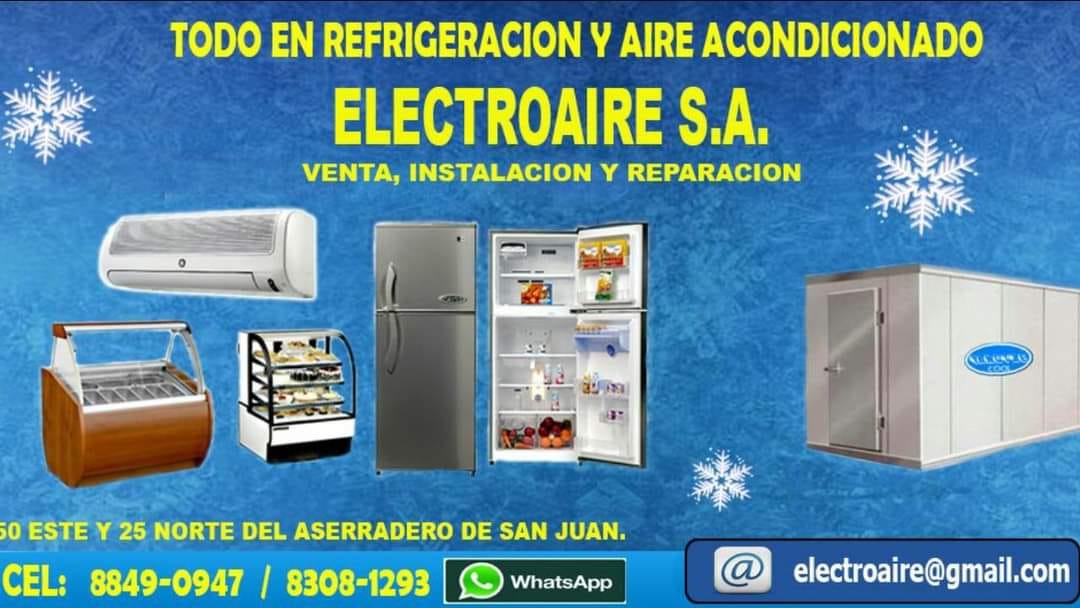 TODO EN REFRIGERACION Y AIRE ACONDICIONADO
ELECTROAIRE S.A.
VENTA, INSTALACION Y REPARACION
COOL
50 ESTE Y 25 NORTE DEL ASERRADERO DE SAN JUAN.
CEL: 8849-0947 / 8308-1293
WhatsApp
@ electroaire@gmail.com